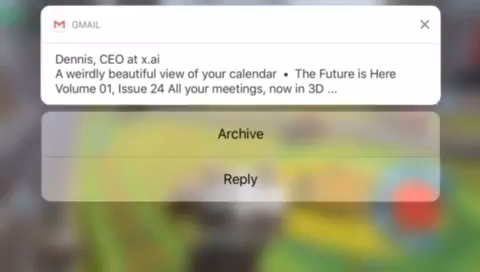 GMAIL
Dennis, CEO at x.ai
A weirdly beautiful view of your calendar • The Future is Here
Volume 01, Issue 24 All your meetings, now in 3D ...
Archive
Reply